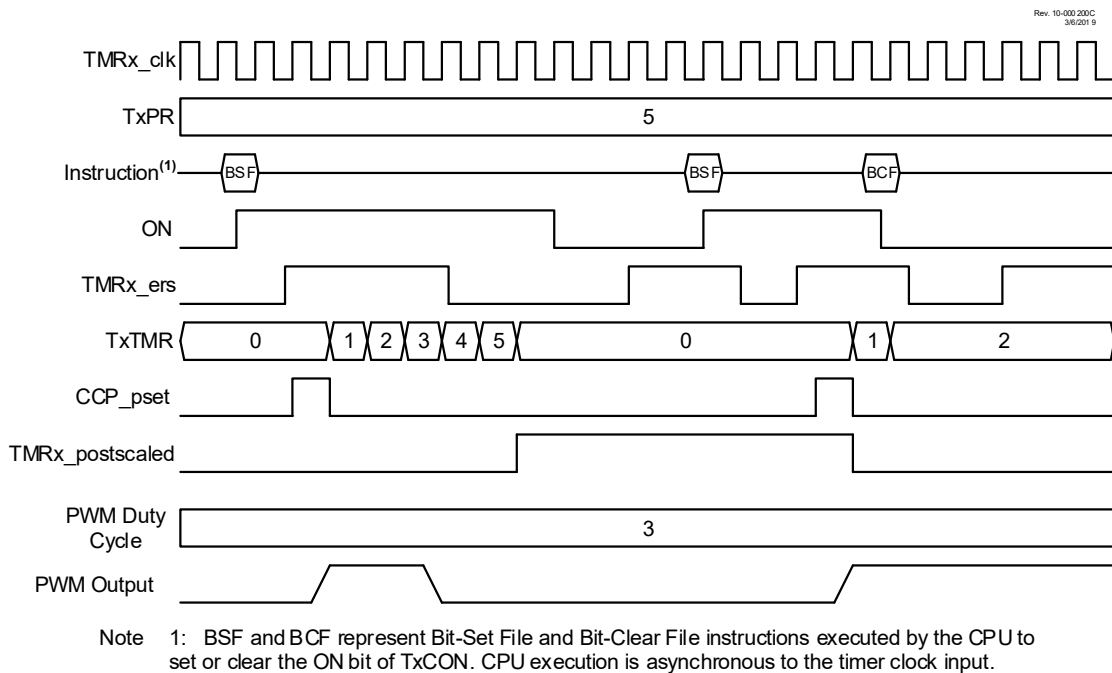 Rev. 10-000 200C
3/6/201 9
TMRx_clk
TxPR 5
Instruction(1) BSF BSF BCF
ON
TMRx_ers
TxTMR 0 1 2 3 4 5 0 1 2
CCP_pset
TMRx_postscaled
PWM Duty
Cycle 3
PWM Output
Note 1: BSF and BCF represent Bit-Set File and Bit-Clear File instructions executed by the CPU to
set or clear the ON bit of TxCON. CPU execution is asynchronous to the timer clock input.